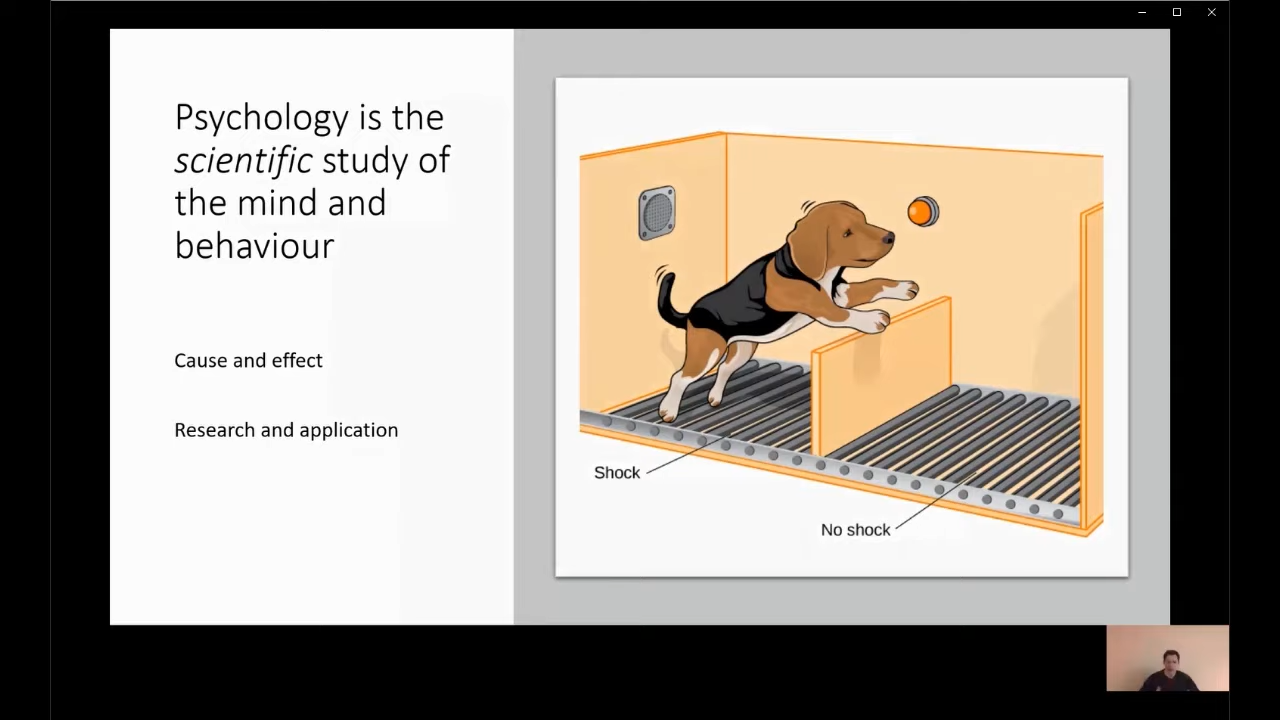 Psychology is the
scientific study of
the mind and
behaviour
Cause and effect
Research and application
Shock
No shock